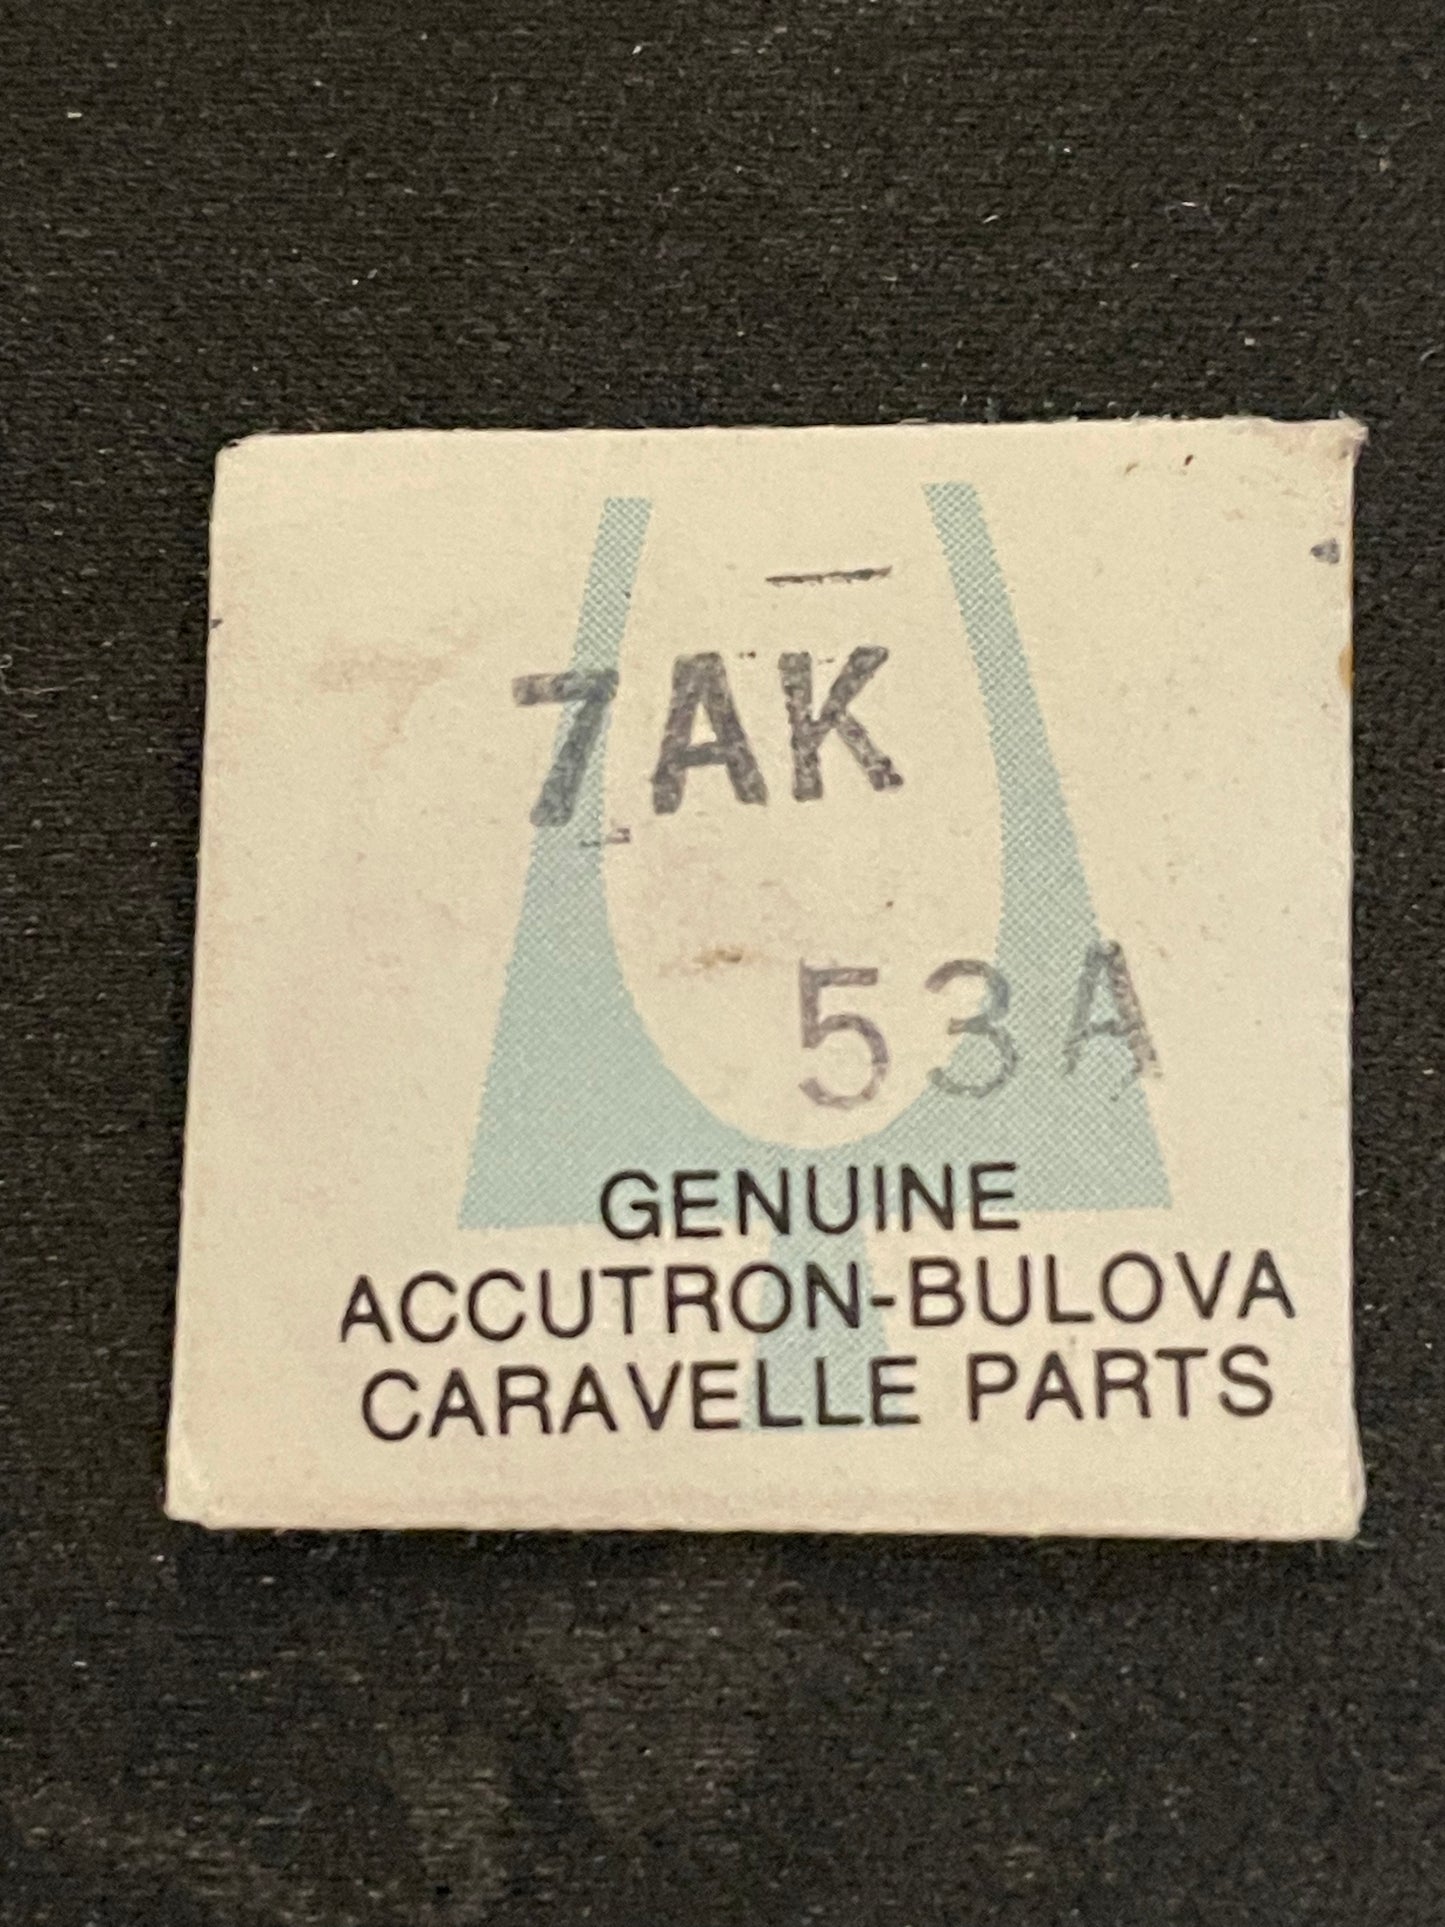 7AK
53A
GENUINE
ACCUTRON-BULOVA
CARAVELLE PARTS